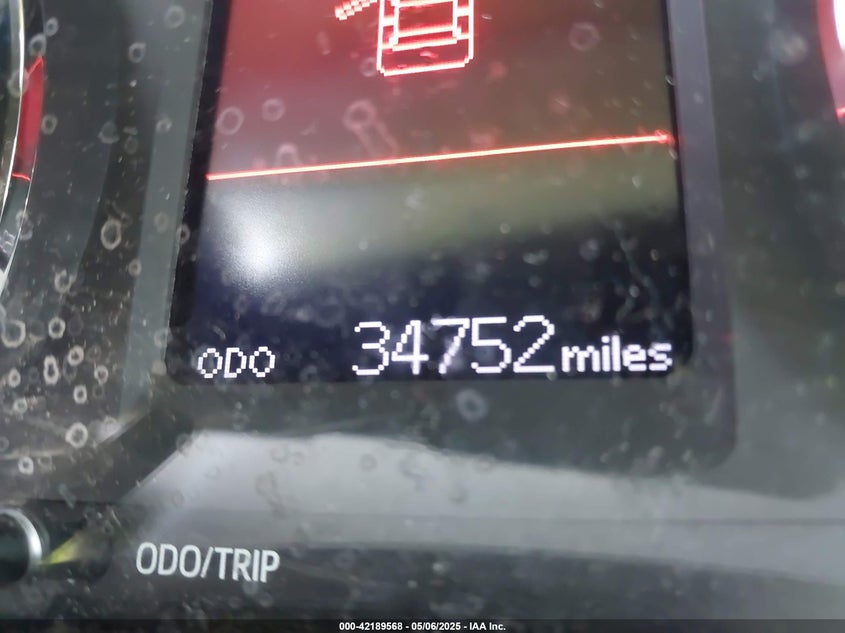 ODO 34752 miles
ODO/TRIP
000-42189568 - 05/06/2025 - IAA Inc.